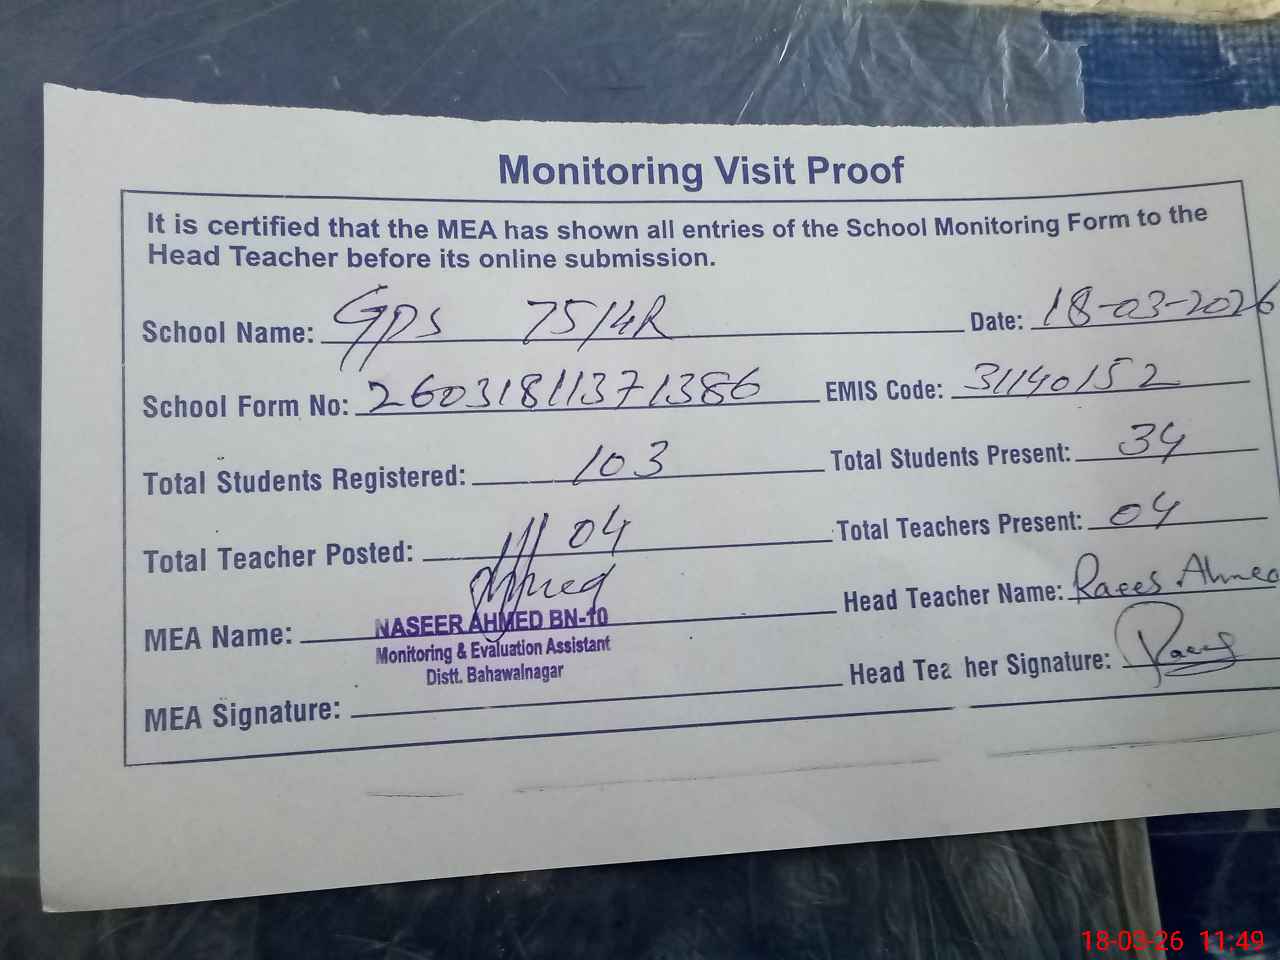 Monitoring Visit Proof
It is certified that the MEA has shown all entries of the School Monitoring Form to the
Head Teacher before its online submission.
School Name: GPS 75/4R Date: 18-03-2026
School Form No: 26031811371386 EMIS Code: 31140152
Total Students Registered: 103 Total Students Present: 34
Total Teacher Posted: 04 Total Teachers Present: 04
MEA Name: NASEER AHMED BN-10 Head Teacher Name: Raees Ahmed
Monitoring & Evaluation Assistant
Distt. Bahawalnagar
MEA Signature: Head Tea her Signature: Raees
18-03-26 11:49